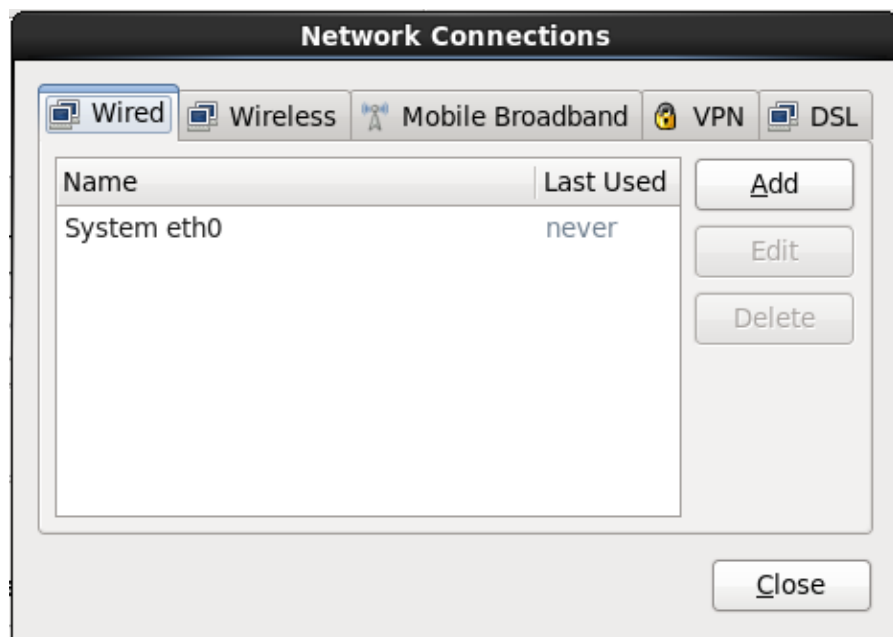 Network Connections
Wired Wireless Mobile Broadband VPN DSL
Name Last Used
System eth0 never
Add
Edit
Delete
Close